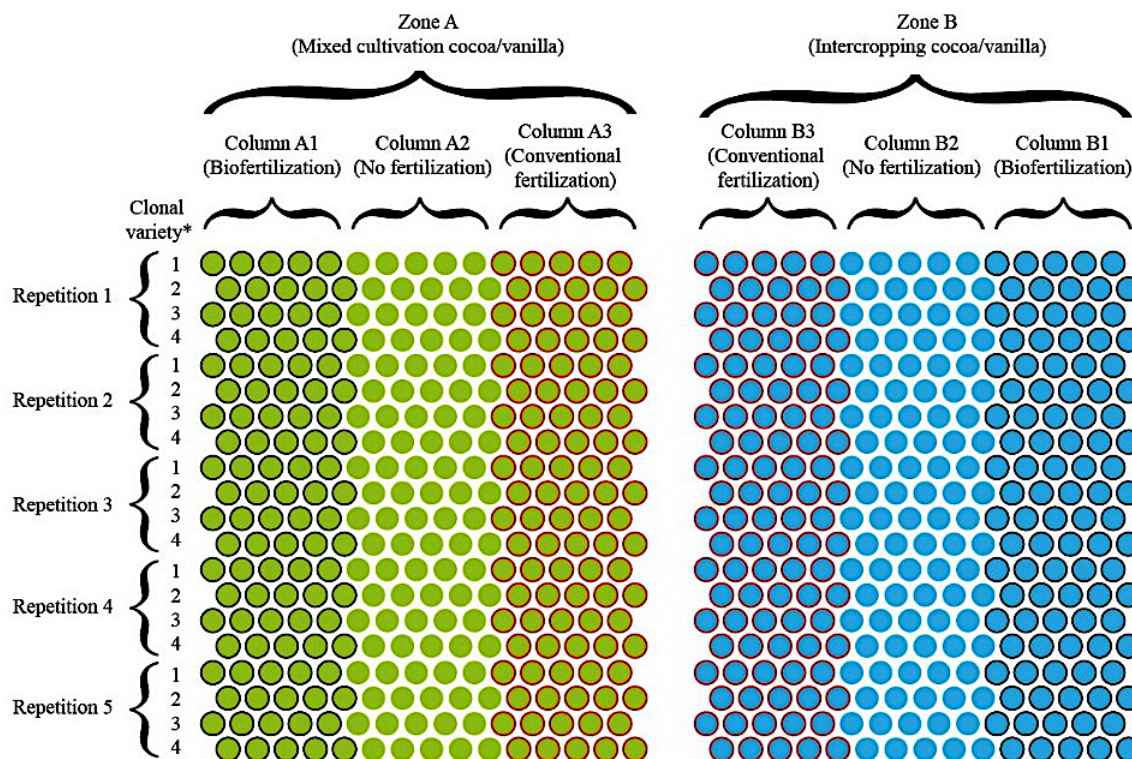 Zone A
(Mixed cultivation cocoa/vanilla)
Zone B
(Intercropping cocoa/vanilla)
Column A1
(Biofertilization)
Column A2
(No fertilization)
Column A3
(Conventional
fertilization)
Column B3
(Conventional
fertilization)
Column B2
(No fertilization)
Column B1
(Biofertilization)
Clonal
variety*
Repetition 1
1
2
3
4
Repetition 2
1
2
3
4
Repetition 3
1
2
3
4
Repetition 4
1
2
3
4
Repetition 5
1
2
3
4